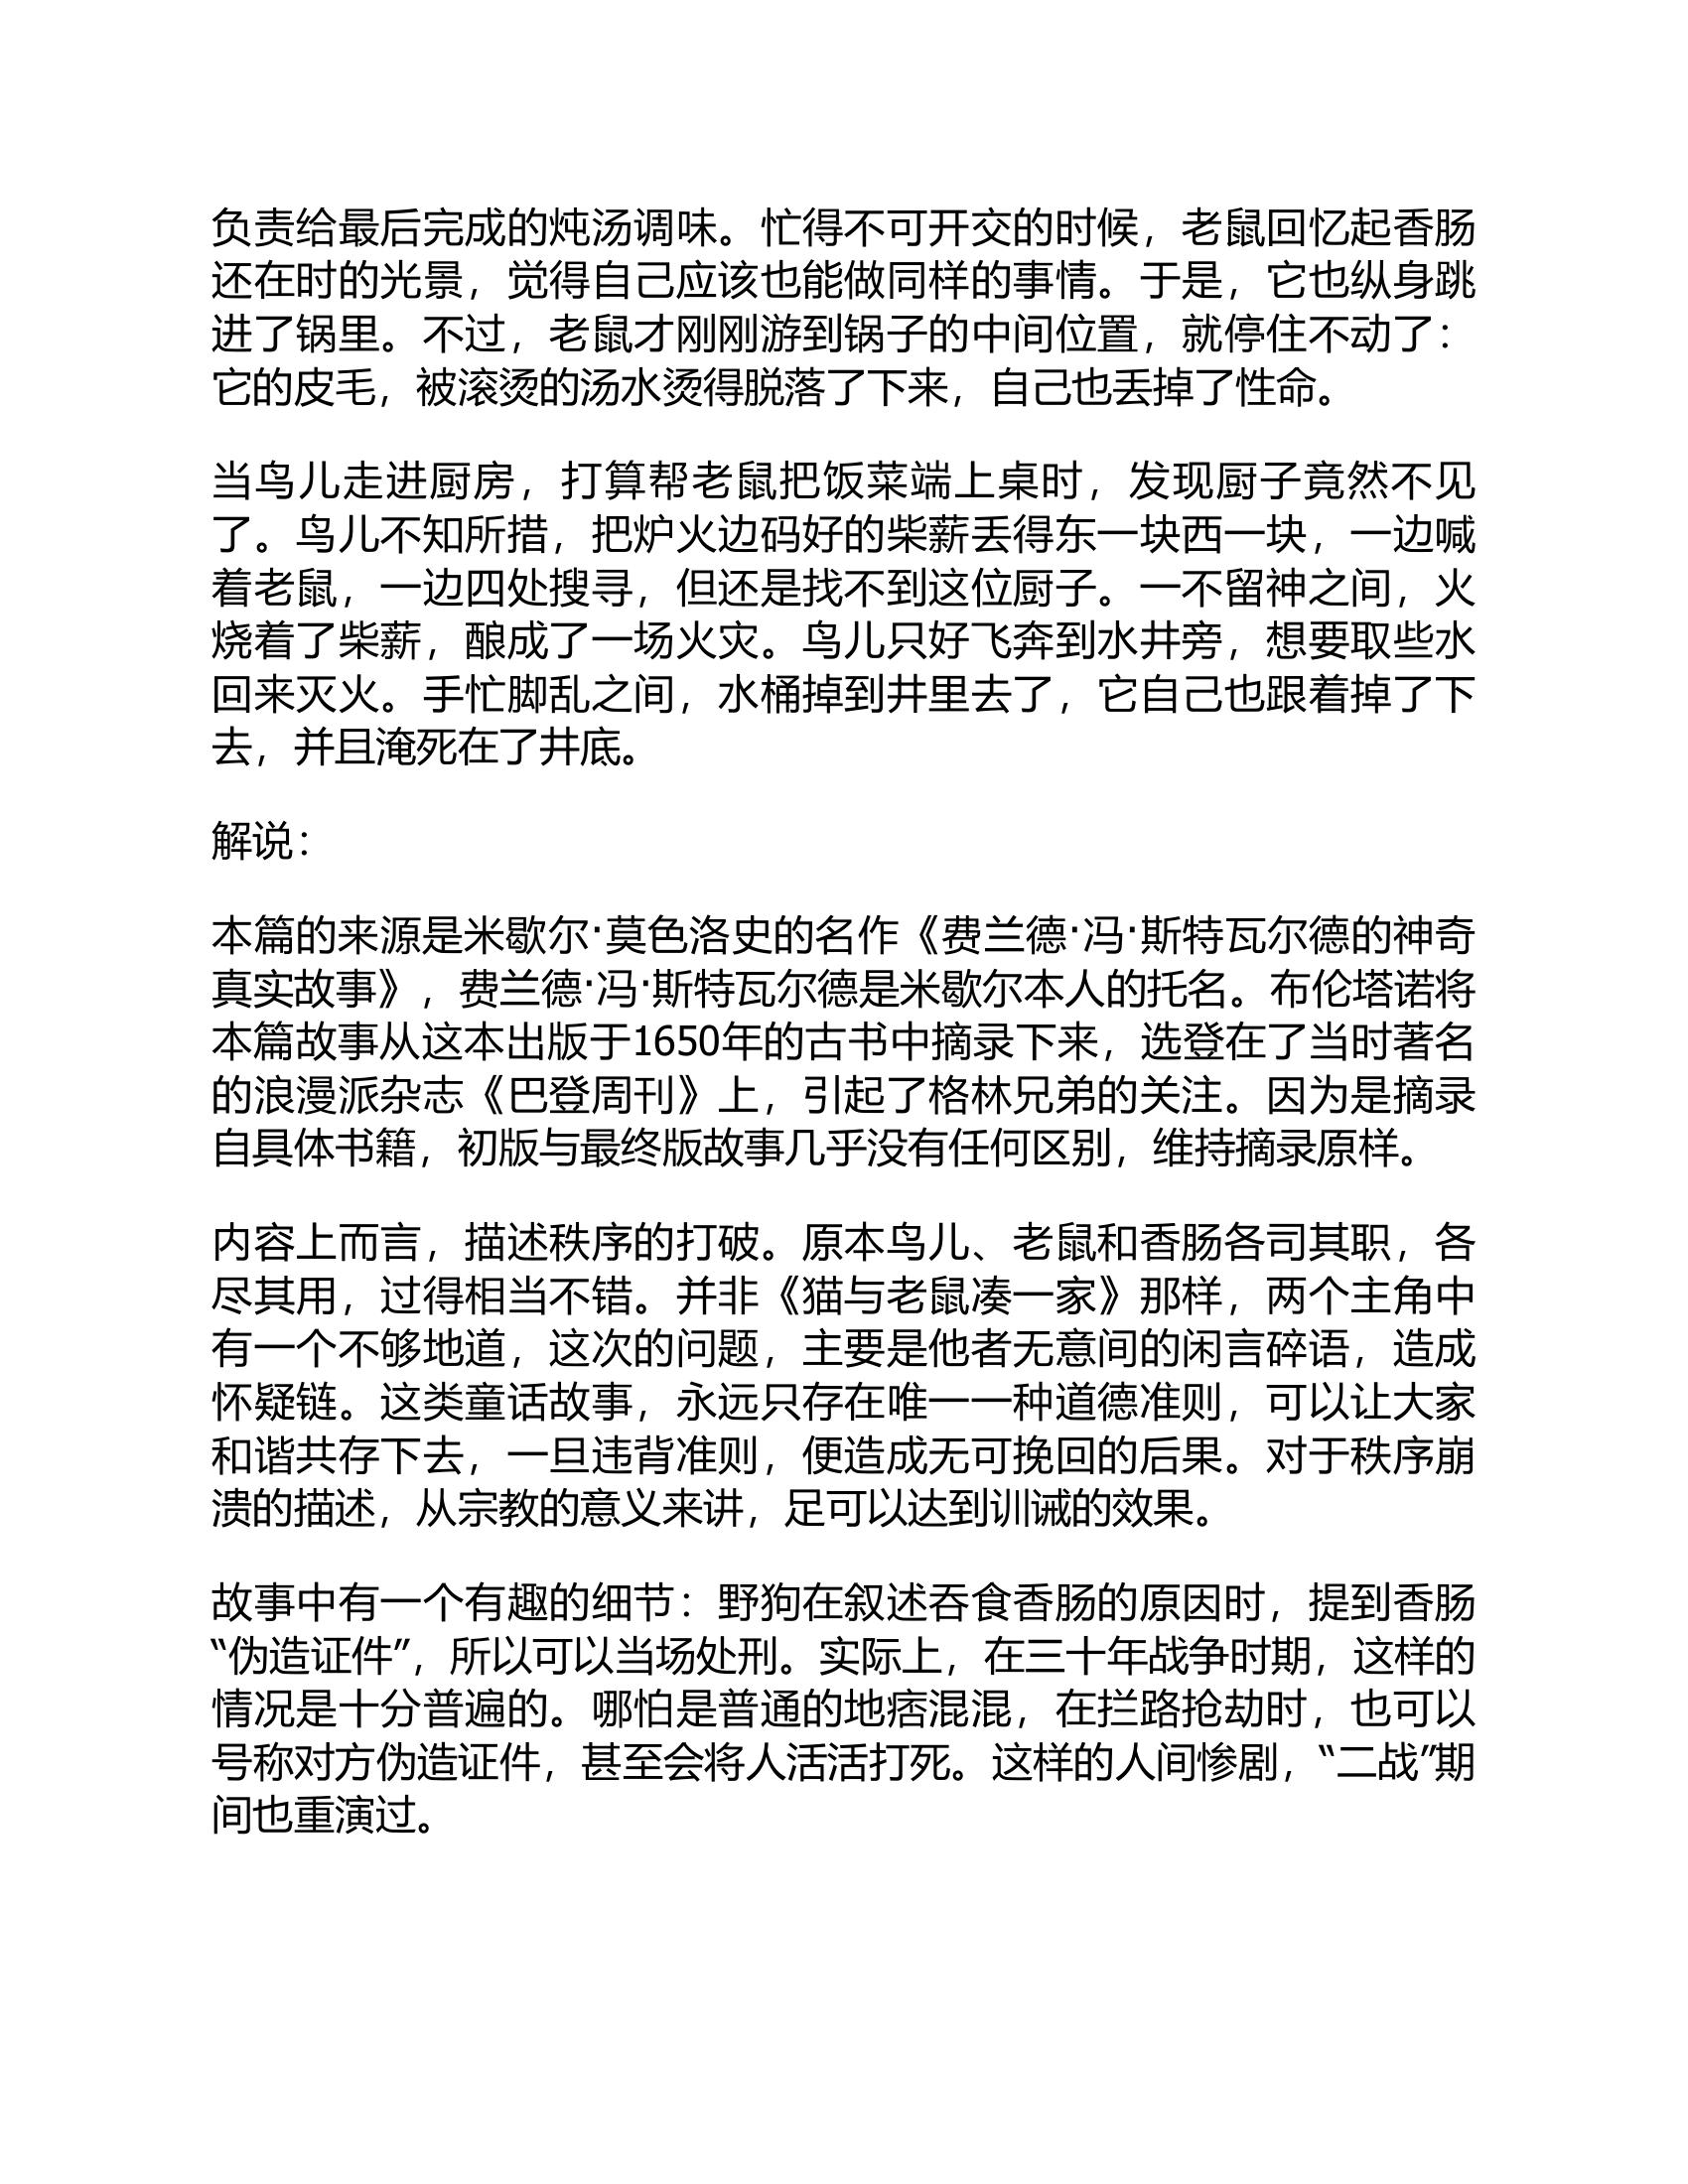 负责给最后完成的炖汤调味。忙得不可开交的时候，老鼠回忆起香肠
还在时的光景，觉得自己应该也能做同样的事情。于是，它也纵身跳
进了锅里。不过，老鼠才刚刚游到锅子的中间位置，就停住不动了：
它的皮毛，被滚烫的汤水烫得脱落了下来，自己也丢掉了性命。
当鸟儿走进厨房，打算帮老鼠把饭菜端上桌时，发现厨子竟然不见
了。鸟儿不知所措，把炉火边码好的柴薪丢得东一块西一块，一边喊
着老鼠，一边四处搜寻，但还是找不到这位厨子。一不留神之间，火
烧着了柴薪，酿成了一场火灾。鸟儿只好飞奔到水井旁，想要取些水
回来灭火。手忙脚乱之间，水桶掉到井里去了，它自己也跟着掉了下
去，并且淹死在了井底。
解说：
本篇的来源是米歇尔·莫色洛史的名作《费兰德·冯·斯特瓦尔德的神奇
真实故事》，费兰德·冯·斯特瓦尔德是米歇尔本人的托名。布伦塔诺将
本篇故事从这本出版于1650年的古书中摘录下来，选登在了当时著名
的浪漫派杂志《巴登周刊》上，引起了格林兄弟的关注。因为是摘录
自具体书籍，初版与最终版故事几乎没有任何区别，维持摘录原样。
内容上而言，描述秩序的打破。原本鸟儿、老鼠和香肠各司其职，各
尽其用，过得相当不错。并非《猫与老鼠凑一家》那样，两个主角中
有一个不够地道，这次的问题，主要是他者无意间的闲言碎语，造成
怀疑链。这类童话故事，永远只存在唯一一种道德准则，可以让大家
和谐共存下去，一旦违背准则，便造成无可挽回的后果。对于秩序崩
溃的描述，从宗教的意义来讲，足可以达到训诫的效果。
故事中有一个有趣的细节：野狗在叙述吞食香肠的原因时，提到香肠
“伪造证件”，所以可以当场处刑。实际上，在三十年战争时期，这样的
情况是十分普遍的。哪怕是普通的地痞混混，在拦路抢劫时，也可以
号称对方伪造证件，甚至会将人活活打死。这样的人间惨剧，“二战”期
间也重演过。